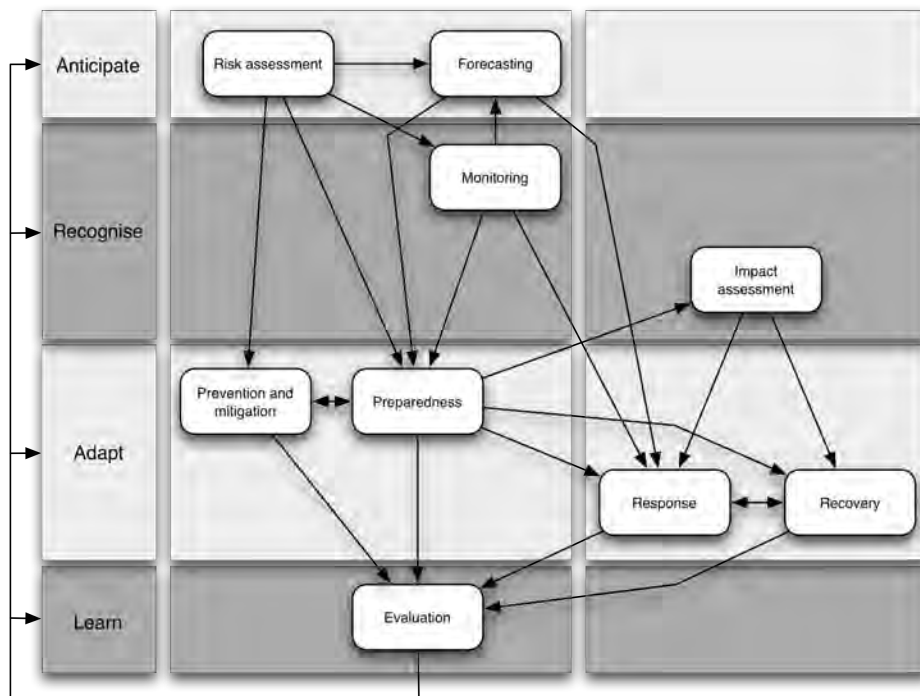 Anticipate
Risk assessment
Forecasting
Monitoring
Recognise
Impact
assessment
Prevention and
mitigation
Preparedness
Adapt
Response
Recovery
Learn
Evaluation